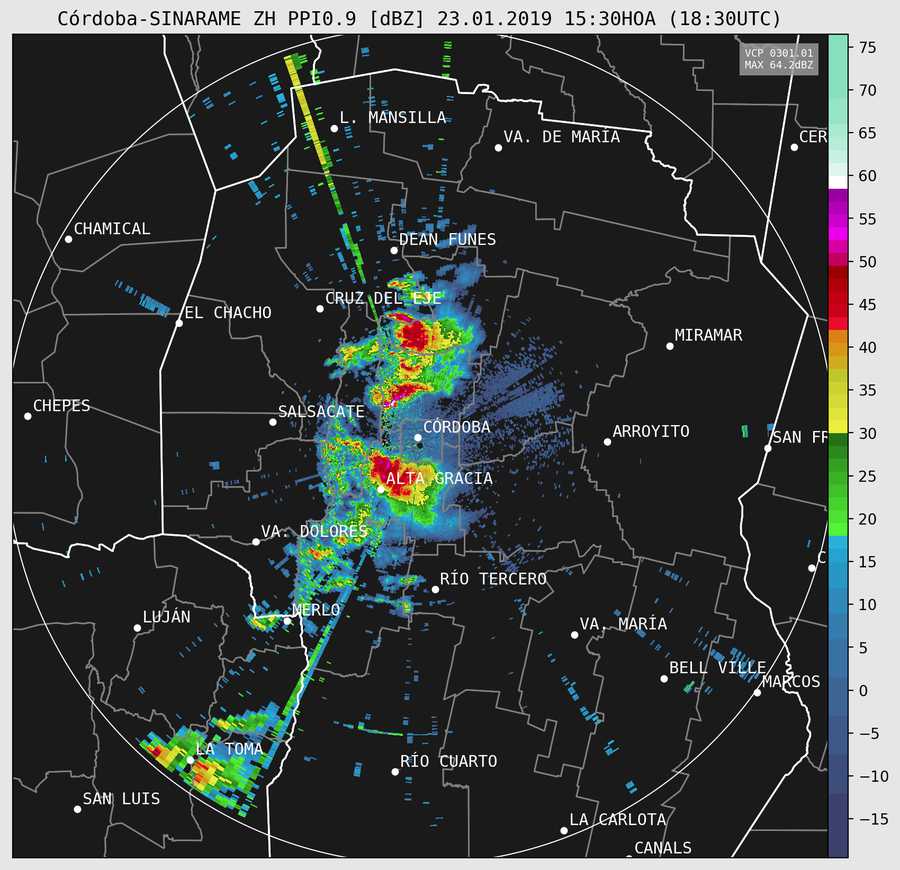 Córdoba-SINARAME ZH PPI0.9 [dBZ] 23.01.2019 15:30HOA (18:30UTC)
VCP 0301.01
MAX 64.2dBZ
L. MANSILLA
VA. DE MARÍA
CER
CHAMICAL
DEAN FUNES
CRUZ DEL EJE
EL CHACHO
MIRAMAR
CHEPES
SALSACATE
CÓRDOBA
ARROYITO
SAN FR
ALTA GRACIA
VA. DOLORES
C
RÍO TERCERO
MERLO
LUJÁN
VA. MARÍA
BELL VILLE
MARCOS
LA TOMA
RÍO CUARTO
SAN LUIS
LA CARLOTA
CANALS
75
70
65
60
55
50
45
40
35
30
25
20
15
10
5
0
−5
−10
−15